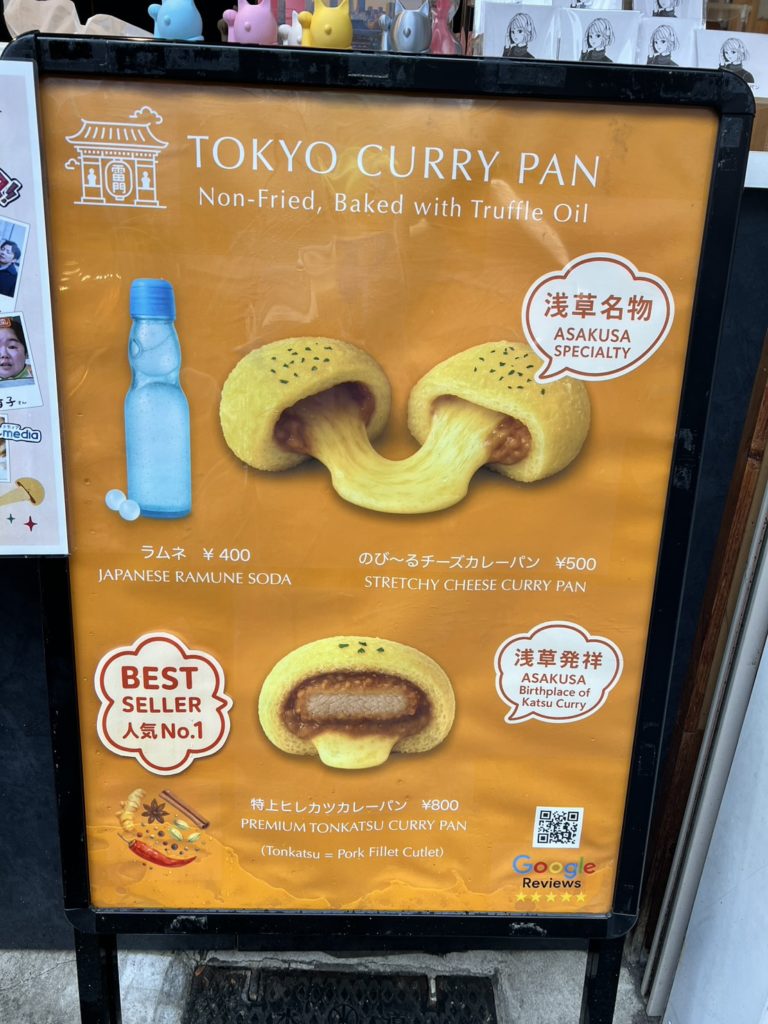 雷門
TOKYO CURRY PAN
Non-Fried, Baked with Truffle Oil
浅草名物
ASAKUSA
SPECIALTY
ラムネ ¥400
JAPANESE RAMUNE SODA
のび〜るチーズカレーパン ¥500
STRETCHY CHEESE CURRY PAN
BEST
SELLER
人気No.1
浅草発祥
ASAKUSA
Birthplace of
Katsu Curry
特上ヒレカツカレーパン ¥800
PREMIUM TONKATSU CURRY PAN
(Tonkatsu = Pork Fillet Cutlet)
Google
Reviews
media